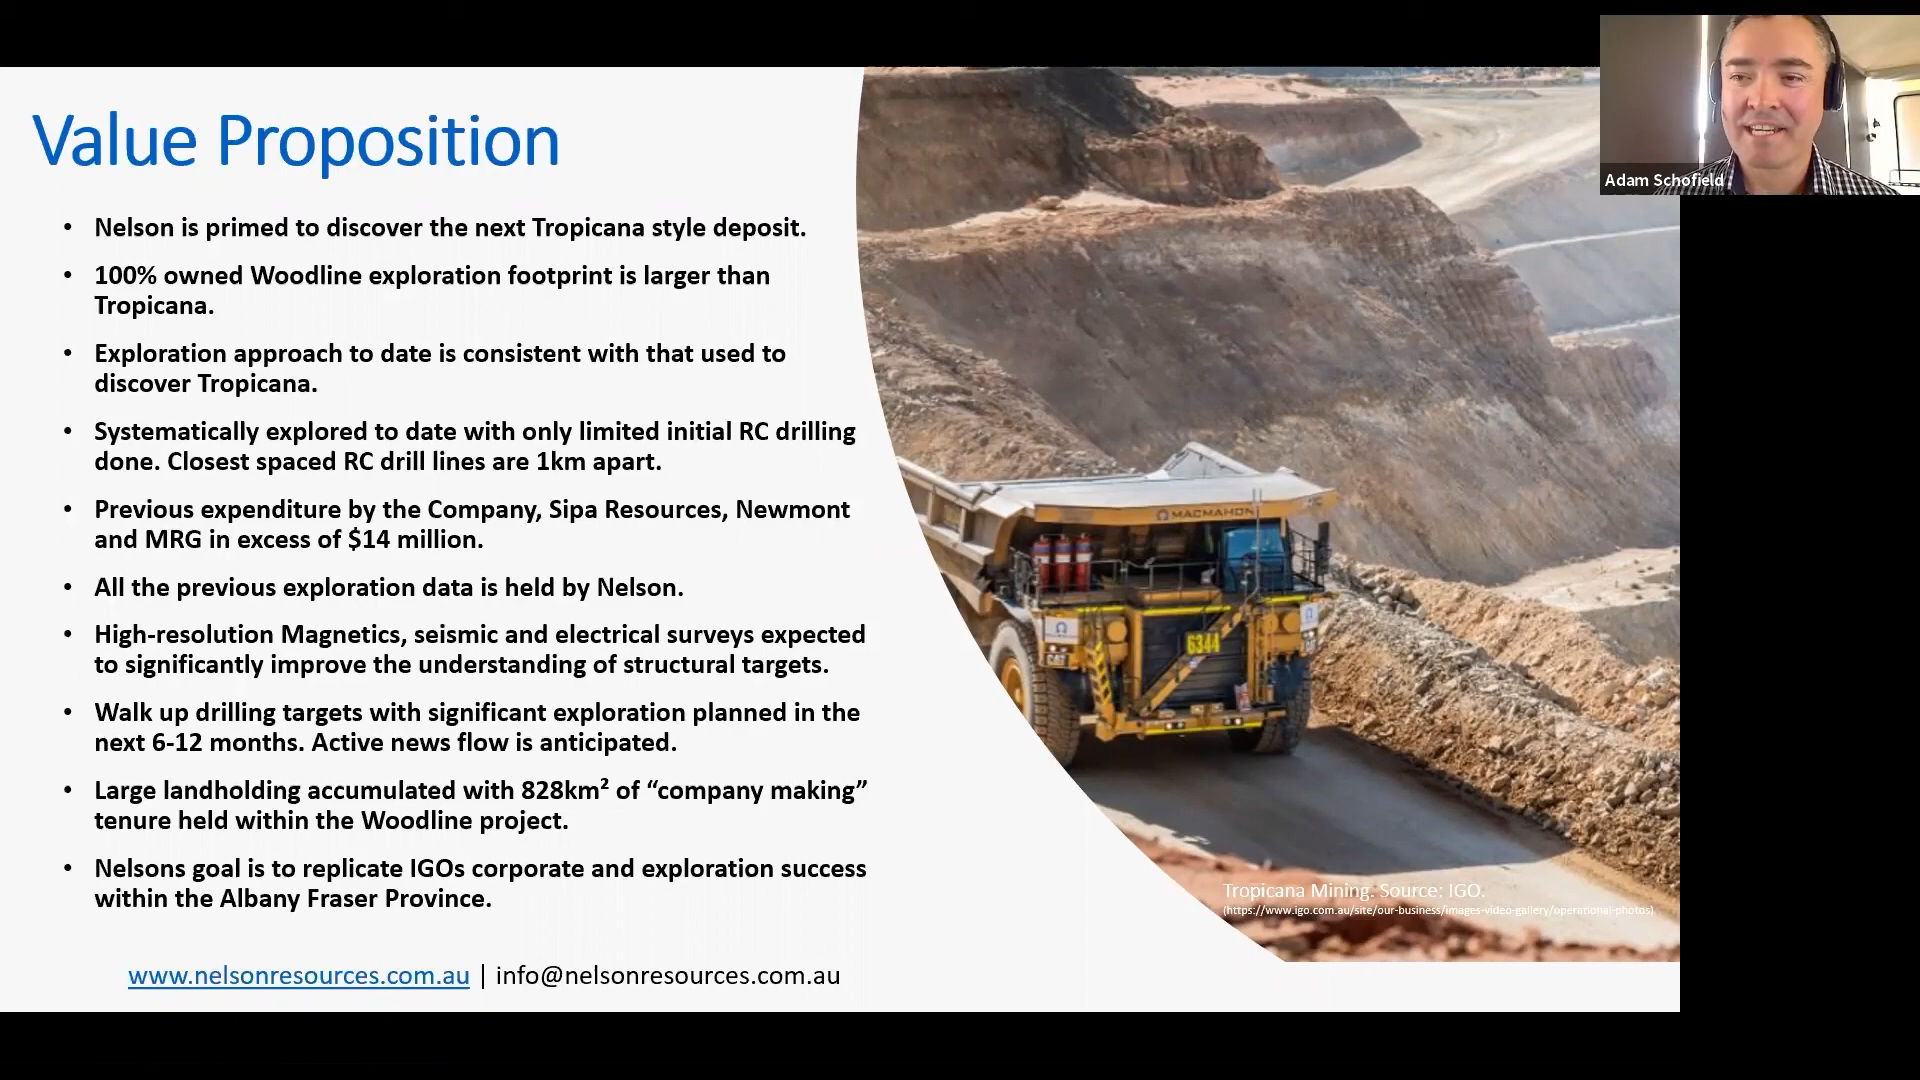 Value Proposition
• Nelson is primed to discover the next Tropicana style deposit.
• 100% owned Woodline exploration footprint is larger than
Tropicana.
• Exploration approach to date is consistent with that used to
discover Tropicana.
• Systematically explored to date with only limited initial RC drilling
done. Closest spaced RC drill lines are 1km apart.
• Previous expenditure by the Company, Sipa Resources, Newmont
and MRG in excess of $14 million.
• All the previous exploration data is held by Nelson.
• High-resolution Magnetics, seismic and electrical surveys expected
to significantly improve the understanding of structural targets.
• Walk up drilling targets with significant exploration planned in the
next 6-12 months. Active news flow is anticipated.
• Large landholding accumulated with 828km² of “company making”
tenure held within the Woodline project.
• Nelsons goal is to replicate IGOs corporate and exploration success
within the Albany Fraser Province.
www.nelsonresources.com.au | info@nelsonresources.com.au
Adam Schofield
MACMAHON
6344
CAT
Tropicana Mining. Source: IGO.
(https://www.igo.com.au/site/our-business/images-video-gallery/operational-photos).